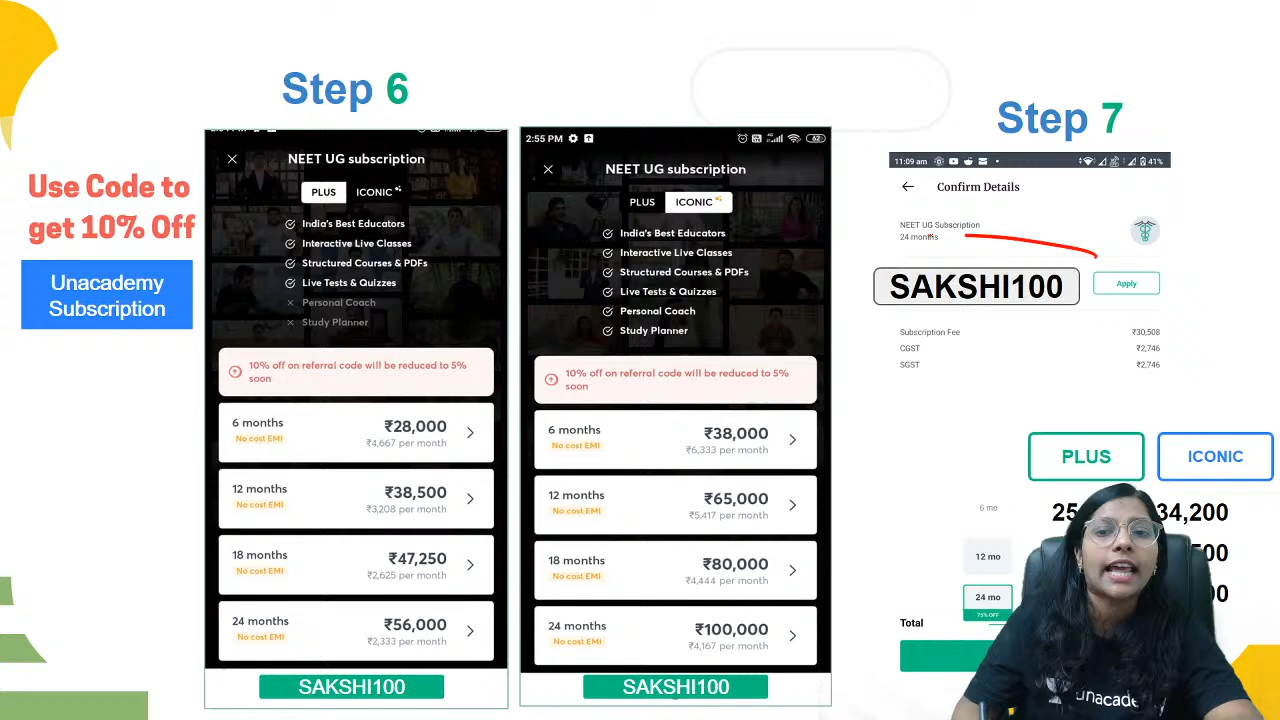 Step 6
Step 7
Use Code to
get 10% Off
Unacademy
Subscription
NEET UG subscription
PLUS ICONIC
India's Best Educators
Interactive Live Classes
Structured Courses & PDFs
Live Tests & Quizzes
Personal Coach
Study Planner
10% off on referral code will be reduced to 5%
soon
6 months ₹28,000
No cost EMI ₹4,667 per month
12 months ₹38,500
No cost EMI ₹3,208 per month
18 months ₹47,250
No cost EMI ₹2,625 per month
24 months ₹56,000
No cost EMI ₹2,333 per month
SAKSHI100
2:55 PM 62
NEET UG subscription
PLUS ICONIC
India's Best Educators
Interactive Live Classes
Structured Courses & PDFs
Live Tests & Quizzes
Personal Coach
Study Planner
10% off on referral code will be reduced to 5%
soon
6 months ₹38,000
No cost EMI ₹6,333 per month
12 months ₹65,000
No cost EMI ₹5,417 per month
18 months ₹80,000
No cost EMI ₹4,444 per month
24 months ₹100,000
No cost EMI ₹4,167 per month
SAKSHI100
11:09 am 41%
Confirm Details
NEET UG Subscription
24 months
SAKSHI100 Apply
Subscription Fee ₹30,508
CGST ₹2,746
SGST ₹2,746
PLUS ICONIC
6 mo 25 34,200
12 mo 500
24 mo 00
75% OFF
Total
unacade